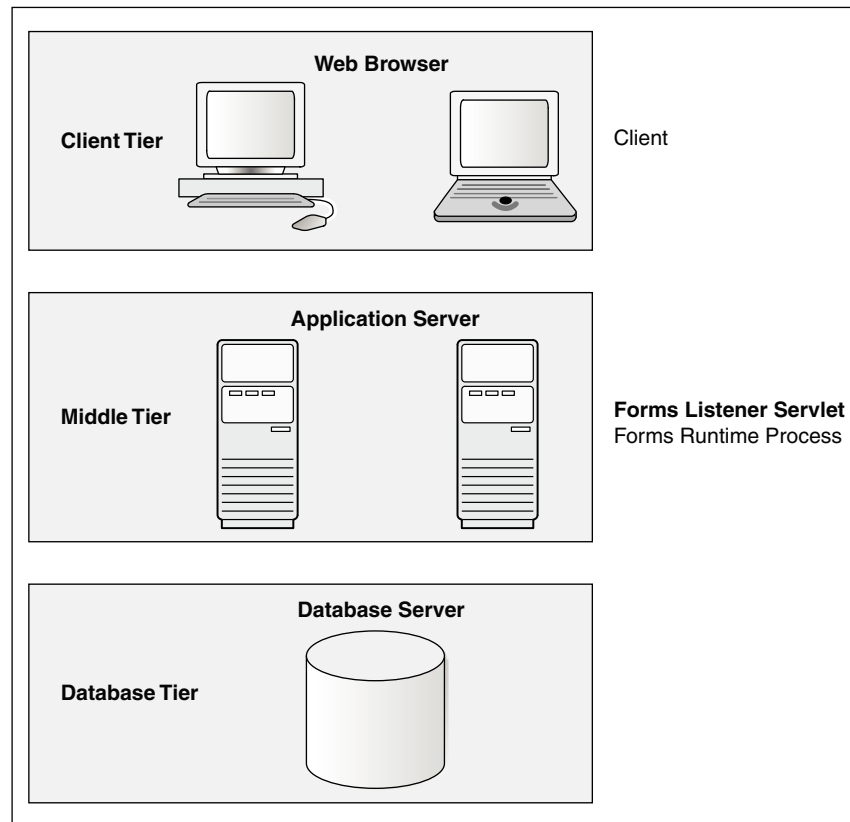 Web Browser
Client Tier
Client
Application Server
Middle Tier
Forms Listener Servlet
Forms Runtime Process
Database Server
Database Tier